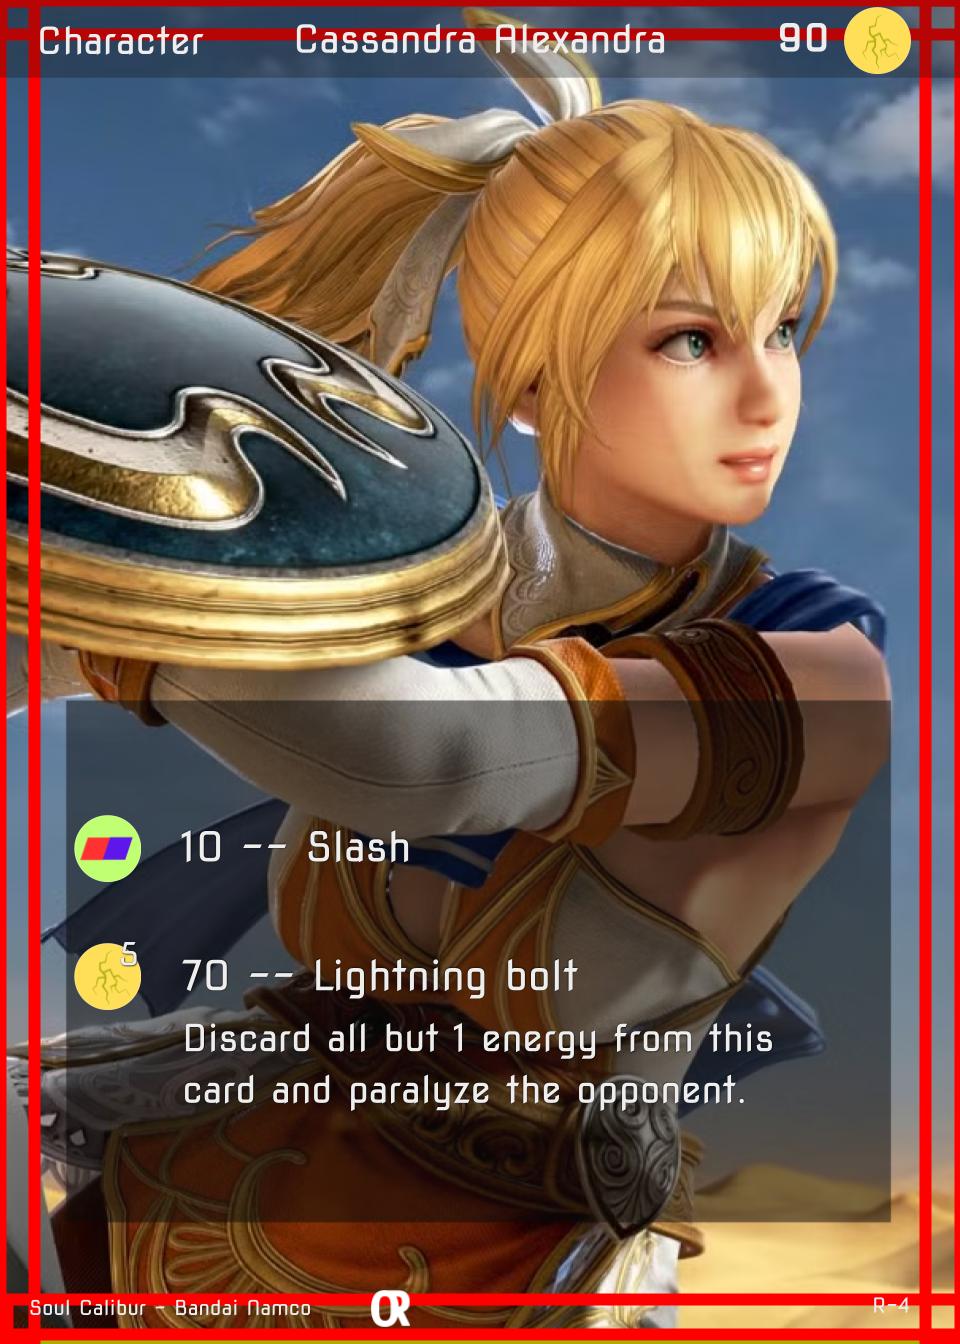 Character Cassandra Alexandra 90
10 -- Slash
5
70 -- Lightning bolt
Discard all but 1 energy from this
card and paralyze the opponent.
Soul Calibur - Bandai Namco OR R-4